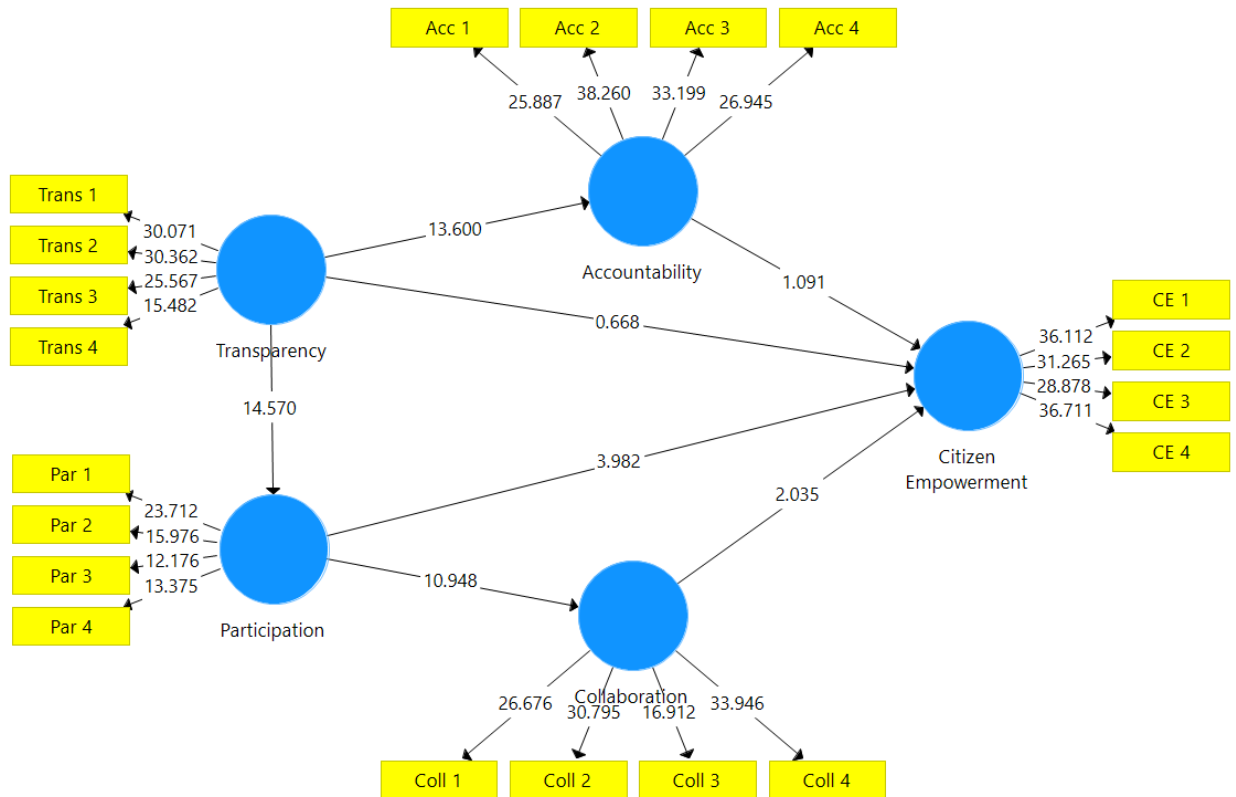 Acc 1
Acc 2
Acc 3
Acc 4
25.887
38.260
33.199
26.945
Trans 1
Trans 2
Trans 3
Trans 4
30.071
30.362
25.567
15.482
Transparency
13.600
Accountability
1.091
0.668
14.570
CE 1
CE 2
CE 3
CE 4
36.112
31.265
28.878
36.711
Citizen
Empowerment
Par 1
Par 2
Par 3
Par 4
23.712
15.976
12.176
13.375
Participation
3.982
2.035
10.948
Collaboration
26.676
30.795
16.912
33.946
Coll 1
Coll 2
Coll 3
Coll 4